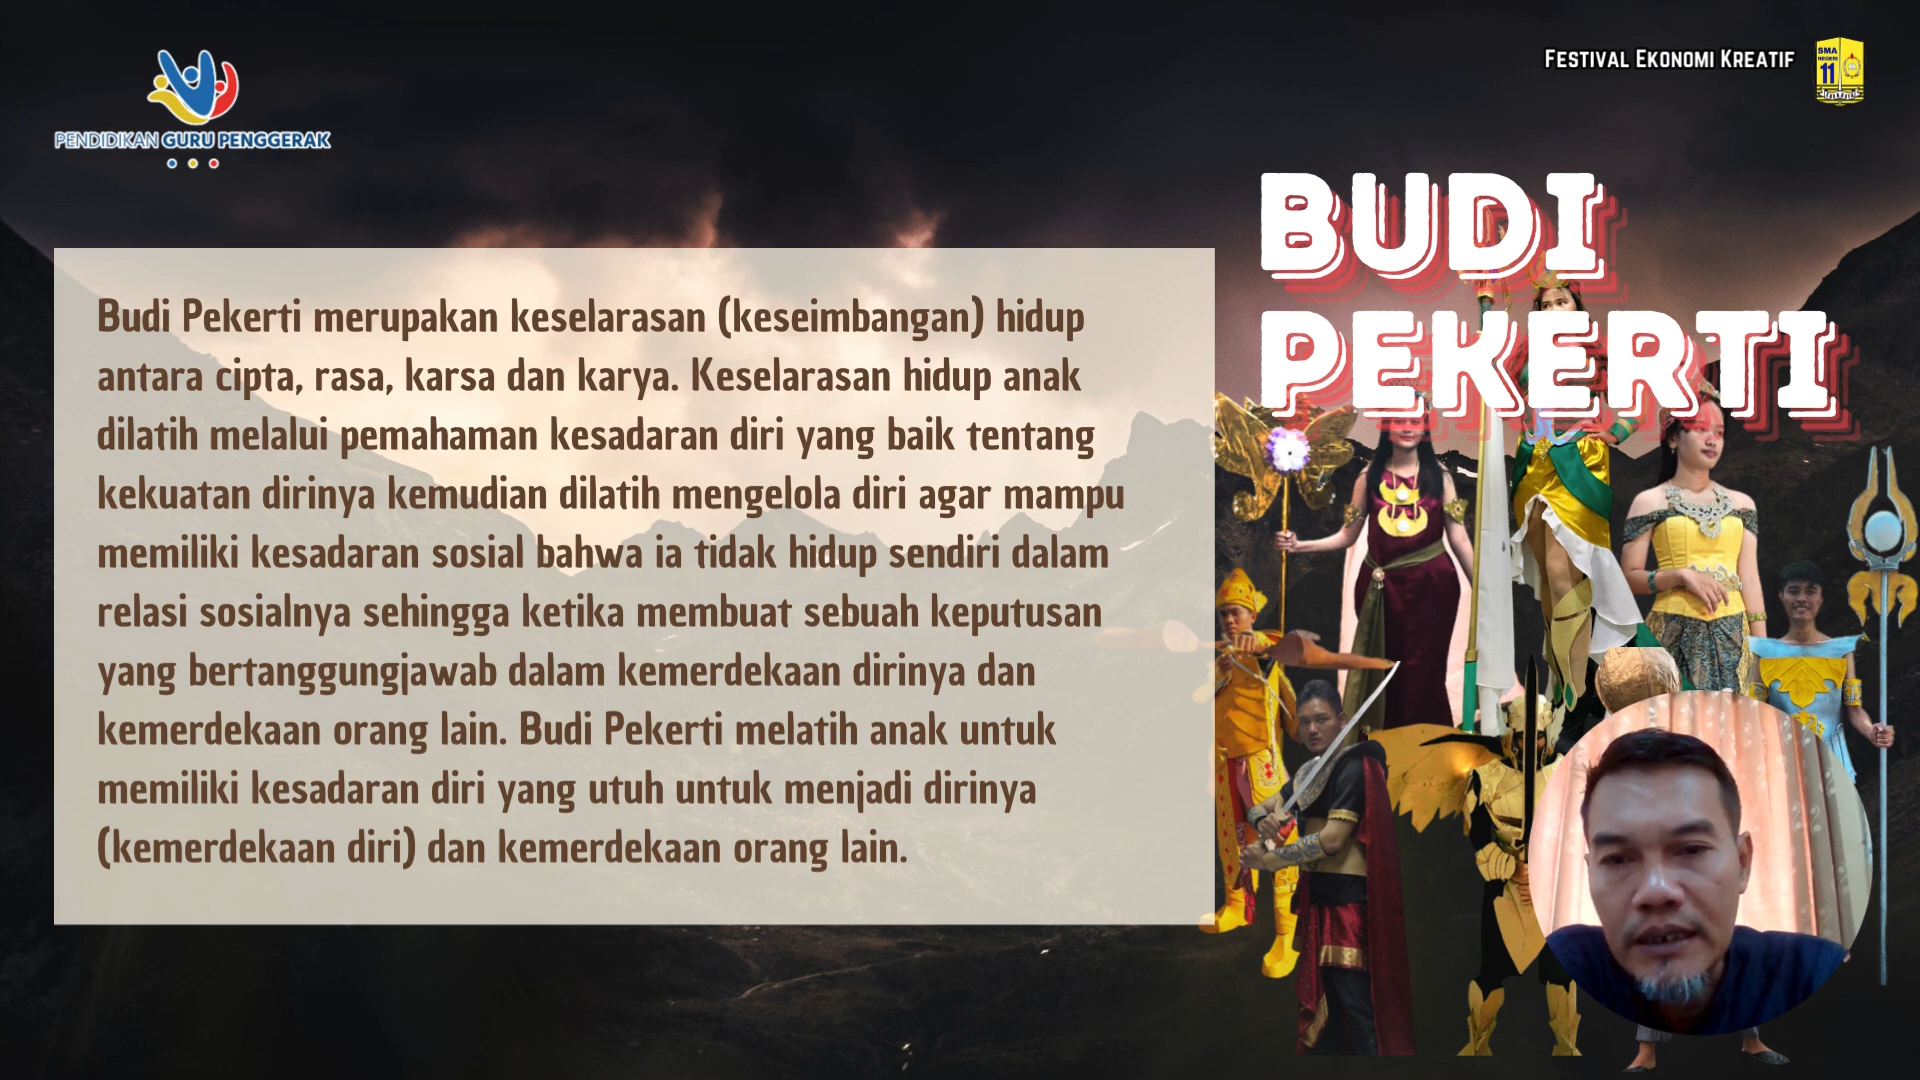 PENDIDIKAN GURU PENGGERAK
FESTIVAL EKONOMI KREATIF
SMA
NEGERI
11
BUDI
PEKERTI
Budi Pekerti merupakan keselarasan (keseimbangan) hidup
antara cipta, rasa, karsa dan karya. Keselarasan hidup anak
dilatih melalui pemahaman kesadaran diri yang baik tentang
kekuatan dirinya kemudian dilatih mengelola diri agar mampu
memiliki kesadaran sosial bahwa ia tidak hidup sendiri dalam
relasi sosialnya sehingga ketika membuat sebuah keputusan
yang bertanggungjawab dalam kemerdekaan dirinya dan
kemerdekaan orang lain. Budi Pekerti melatih anak untuk
memiliki kesadaran diri yang utuh untuk menjadi dirinya
(kemerdekaan diri) dan kemerdekaan orang lain.